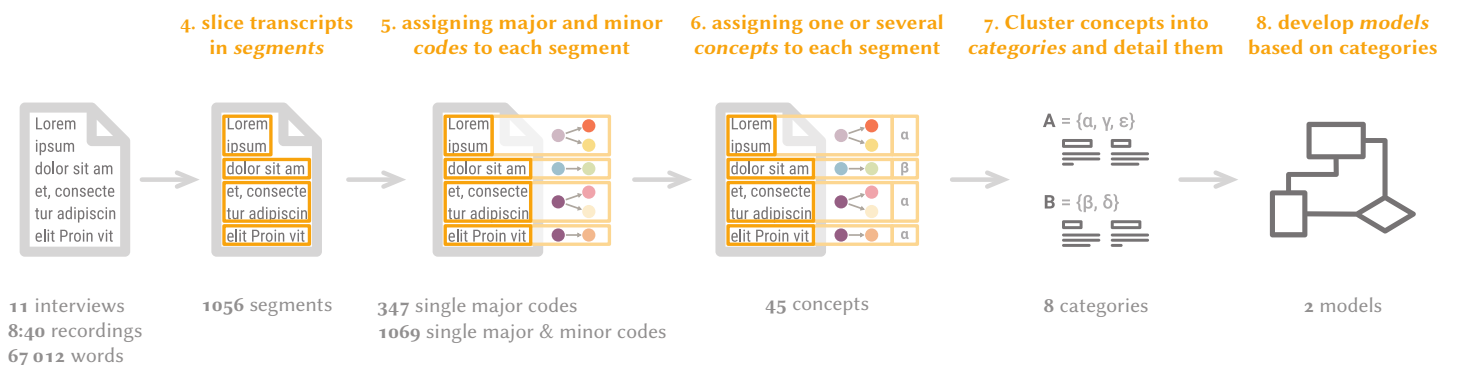 4. slice transcripts
in segments
5. assigning major and minor
codes to each segment
6. assigning one or several
concepts to each segment
7. Cluster concepts into
categories and detail them
8. develop models
based on categories
Lorem
ipsum
dolor sit am
et, consecte
tur adipiscin
elit Proin vit
Lorem
ipsum
dolor sit am
et, consecte
tur adipiscin
elit Proin vit
Lorem
ipsum
dolor sit am
et, consecte
tur adipiscin
elit Proin vit
α
β
α
α
Lorem
ipsum
dolor sit am
et, consecte
tur adipiscin
elit Proin vit
α
β
α
α
A = {α, γ, ε}
B = {β, δ}
11 interviews
8:40 recordings
67 012 words
1056 segments
347 single major codes
1069 single major & minor codes
45 concepts
8 categories
2 models